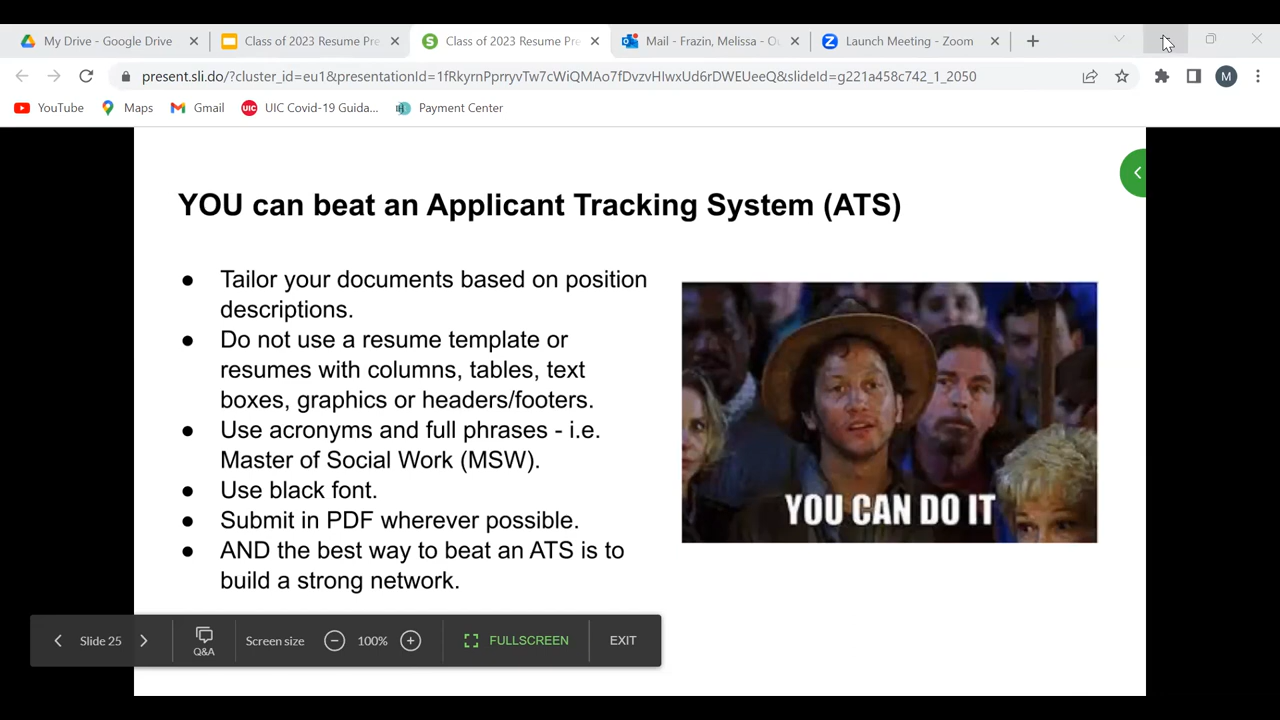 My Drive - Google Drive
Class of 2023 Resume Pre
Class of 2023 Resume Pre
Mail - Frazin, Melissa - Ou
Launch Meeting - Zoom
present.sli.do/?cluster_id=eu1&presentationId=1fRkyrnPprryvTw7cWiQMAo7fDvzvHIwxUd6rDWEUeeQ&slideId=g221a458c742_1_2050
M
YouTube
Maps
Gmail
UIC
UIC Covid-19 Guida...
Payment Center
YOU can beat an Applicant Tracking System (ATS)
● Tailor your documents based on position
descriptions.
● Do not use a resume template or
resumes with columns, tables, text
boxes, graphics or headers/footers.
● Use acronyms and full phrases - i.e.
Master of Social Work (MSW).
● Use black font.
● Submit in PDF wherever possible.
● AND the best way to beat an ATS is to
build a strong network.
YOU CAN DO IT
Slide 25
Q&A
Screen size
100%
FULLSCREEN
EXIT